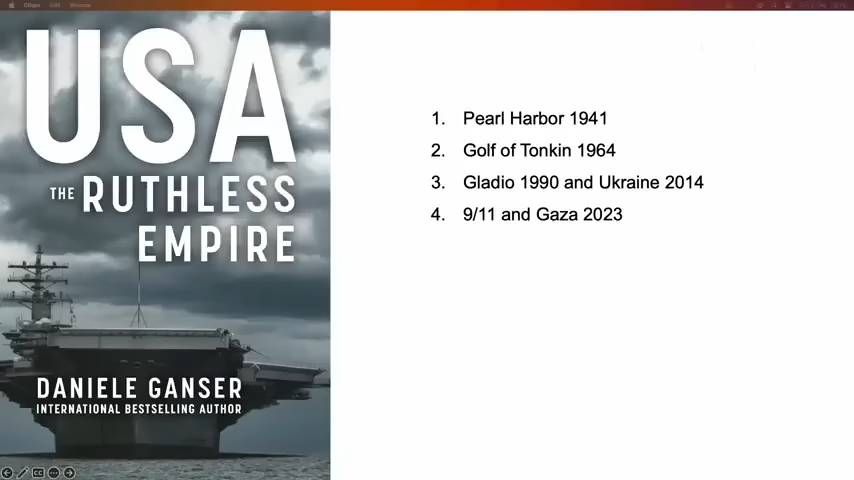 USA
THE RUTHLESS
EMPIRE
DANIELE GANSER
INTERNATIONAL BESTSELLING AUTHOR
1. Pearl Harbor 1941
2. Golf of Tonkin 1964
3. Gladio 1990 and Ukraine 2014
4. 9/11 and Gaza 2023